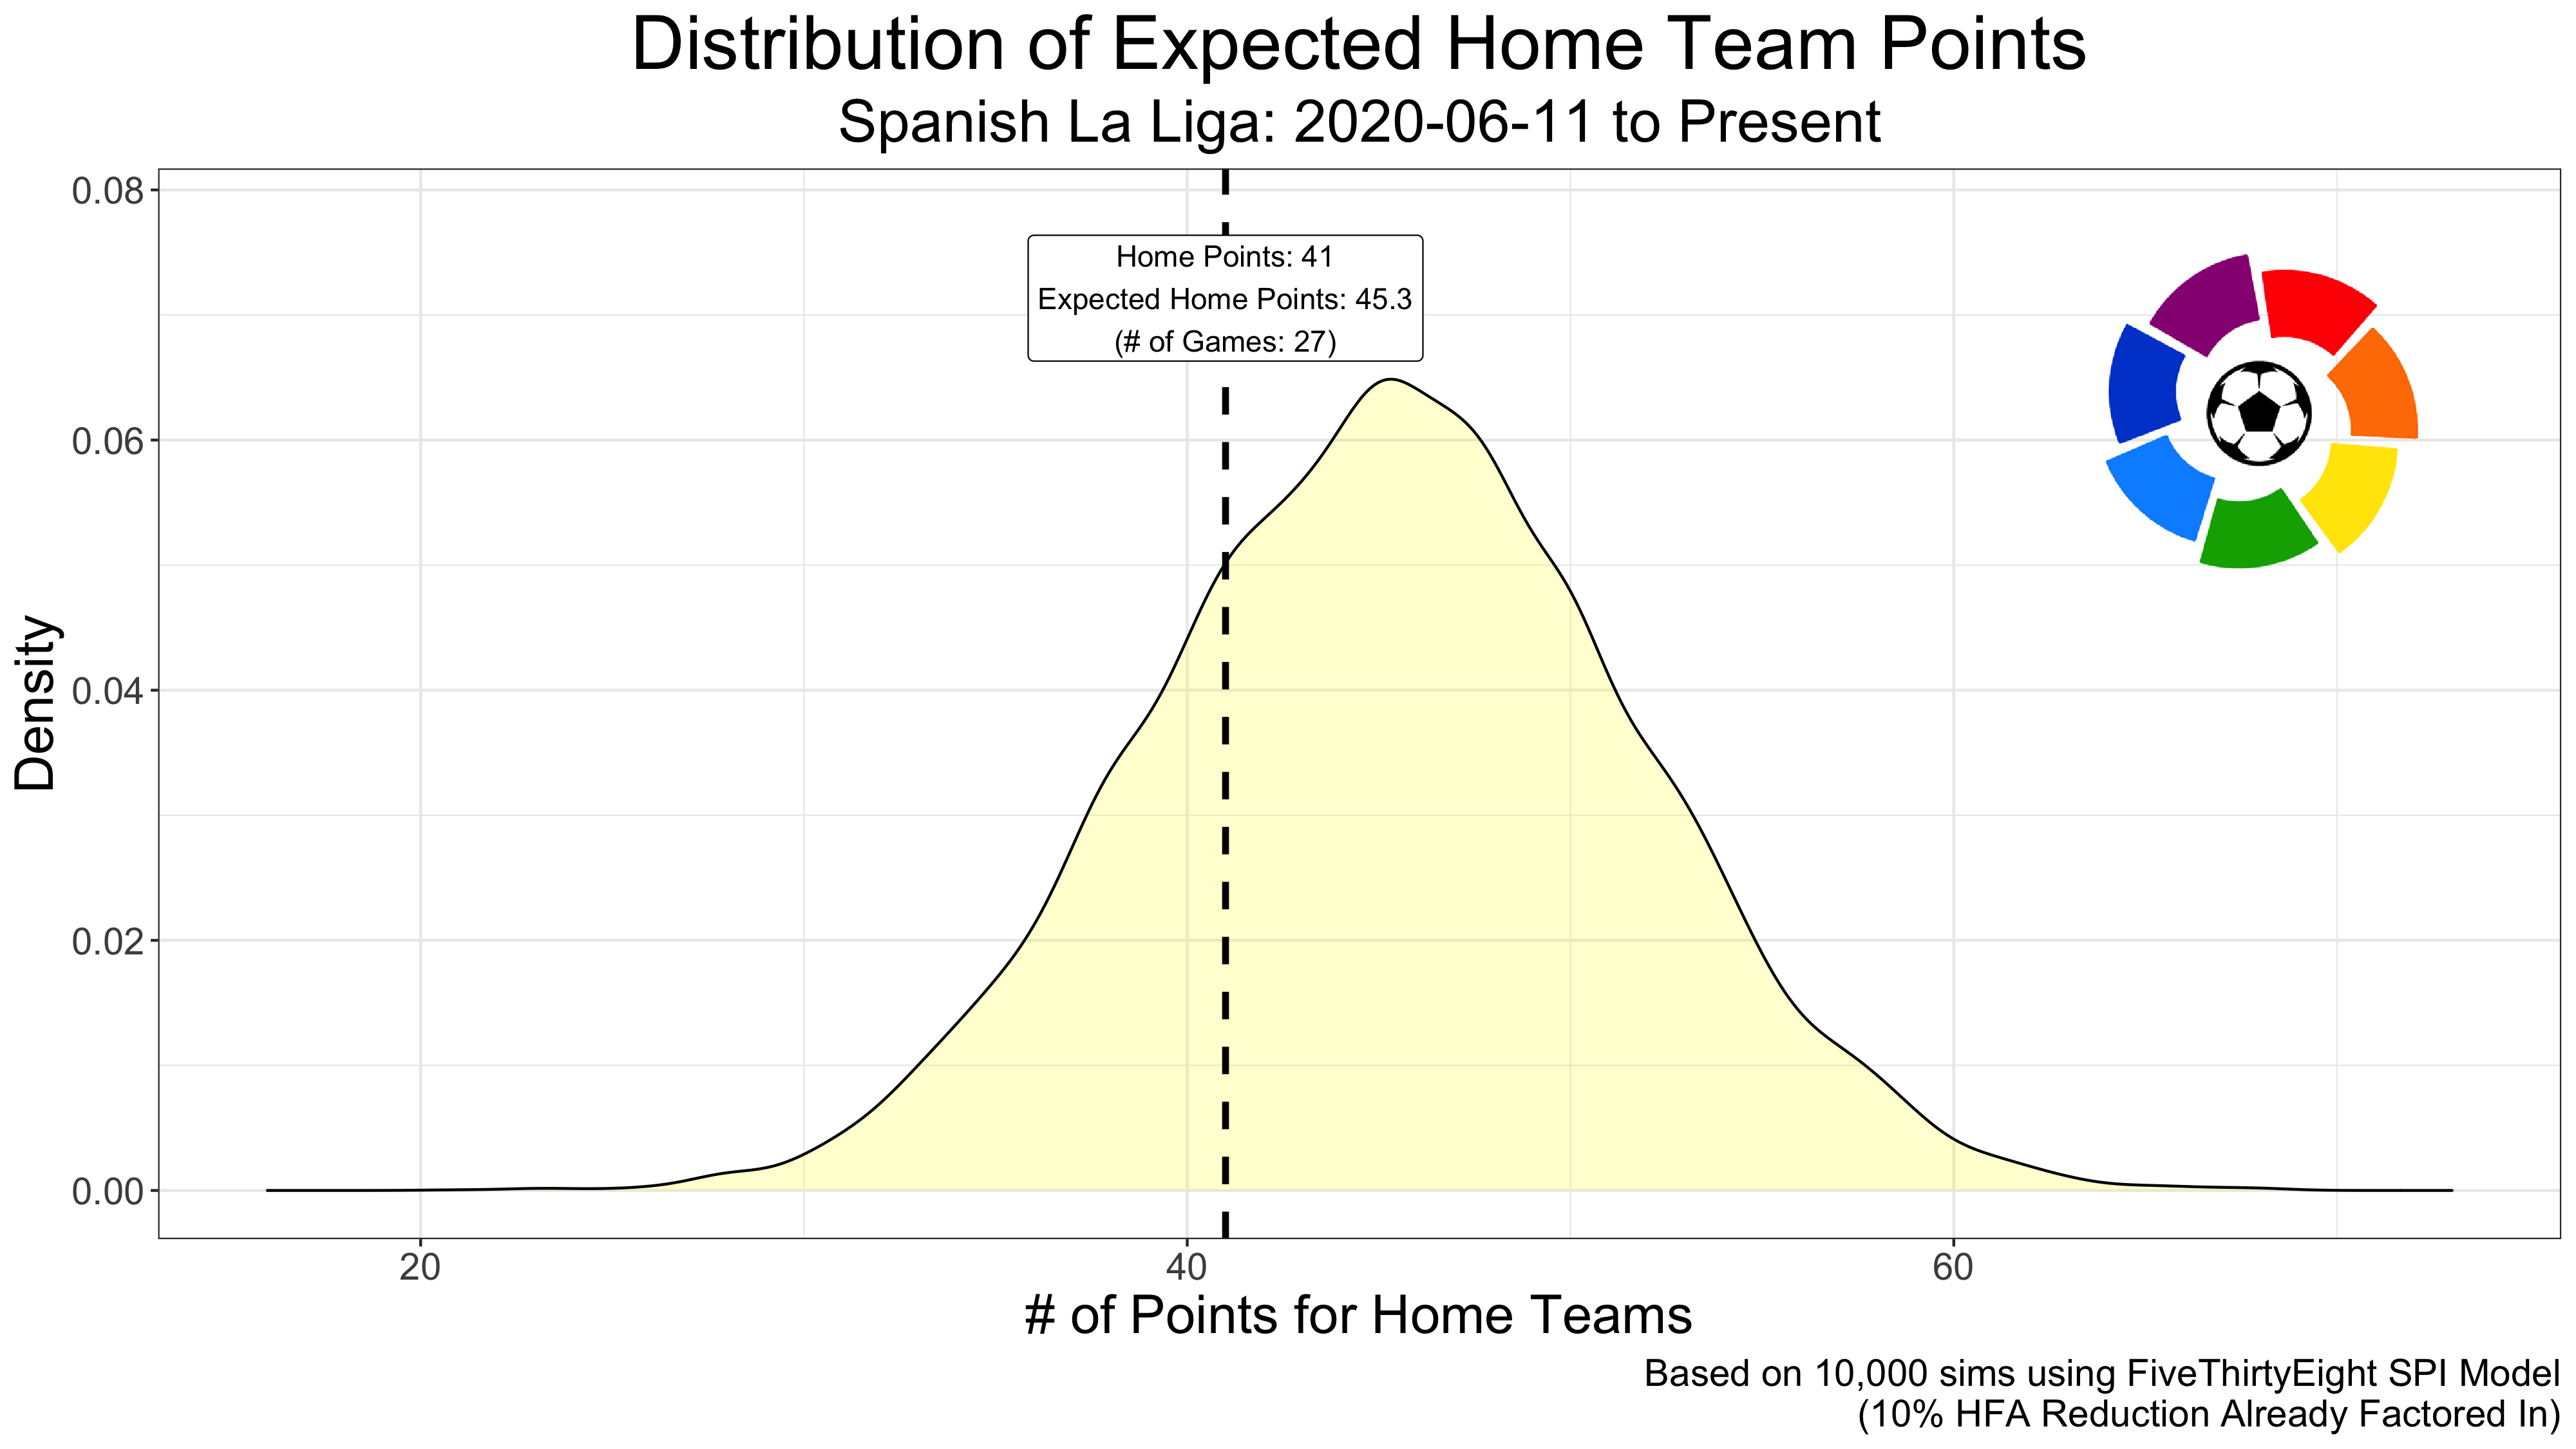 Distribution of Expected Home Team Points
Spanish La Liga: 2020-06-11 to Present
0.08
Home Points: 41
Expected Home Points: 45.3
(# of Games: 27)
0.06
0.04
Density
0.02
0.00
20 40 60
# of Points for Home Teams
Based on 10,000 sims using FiveThirtyEight SPI Model
(10% HFA Reduction Already Factored In)